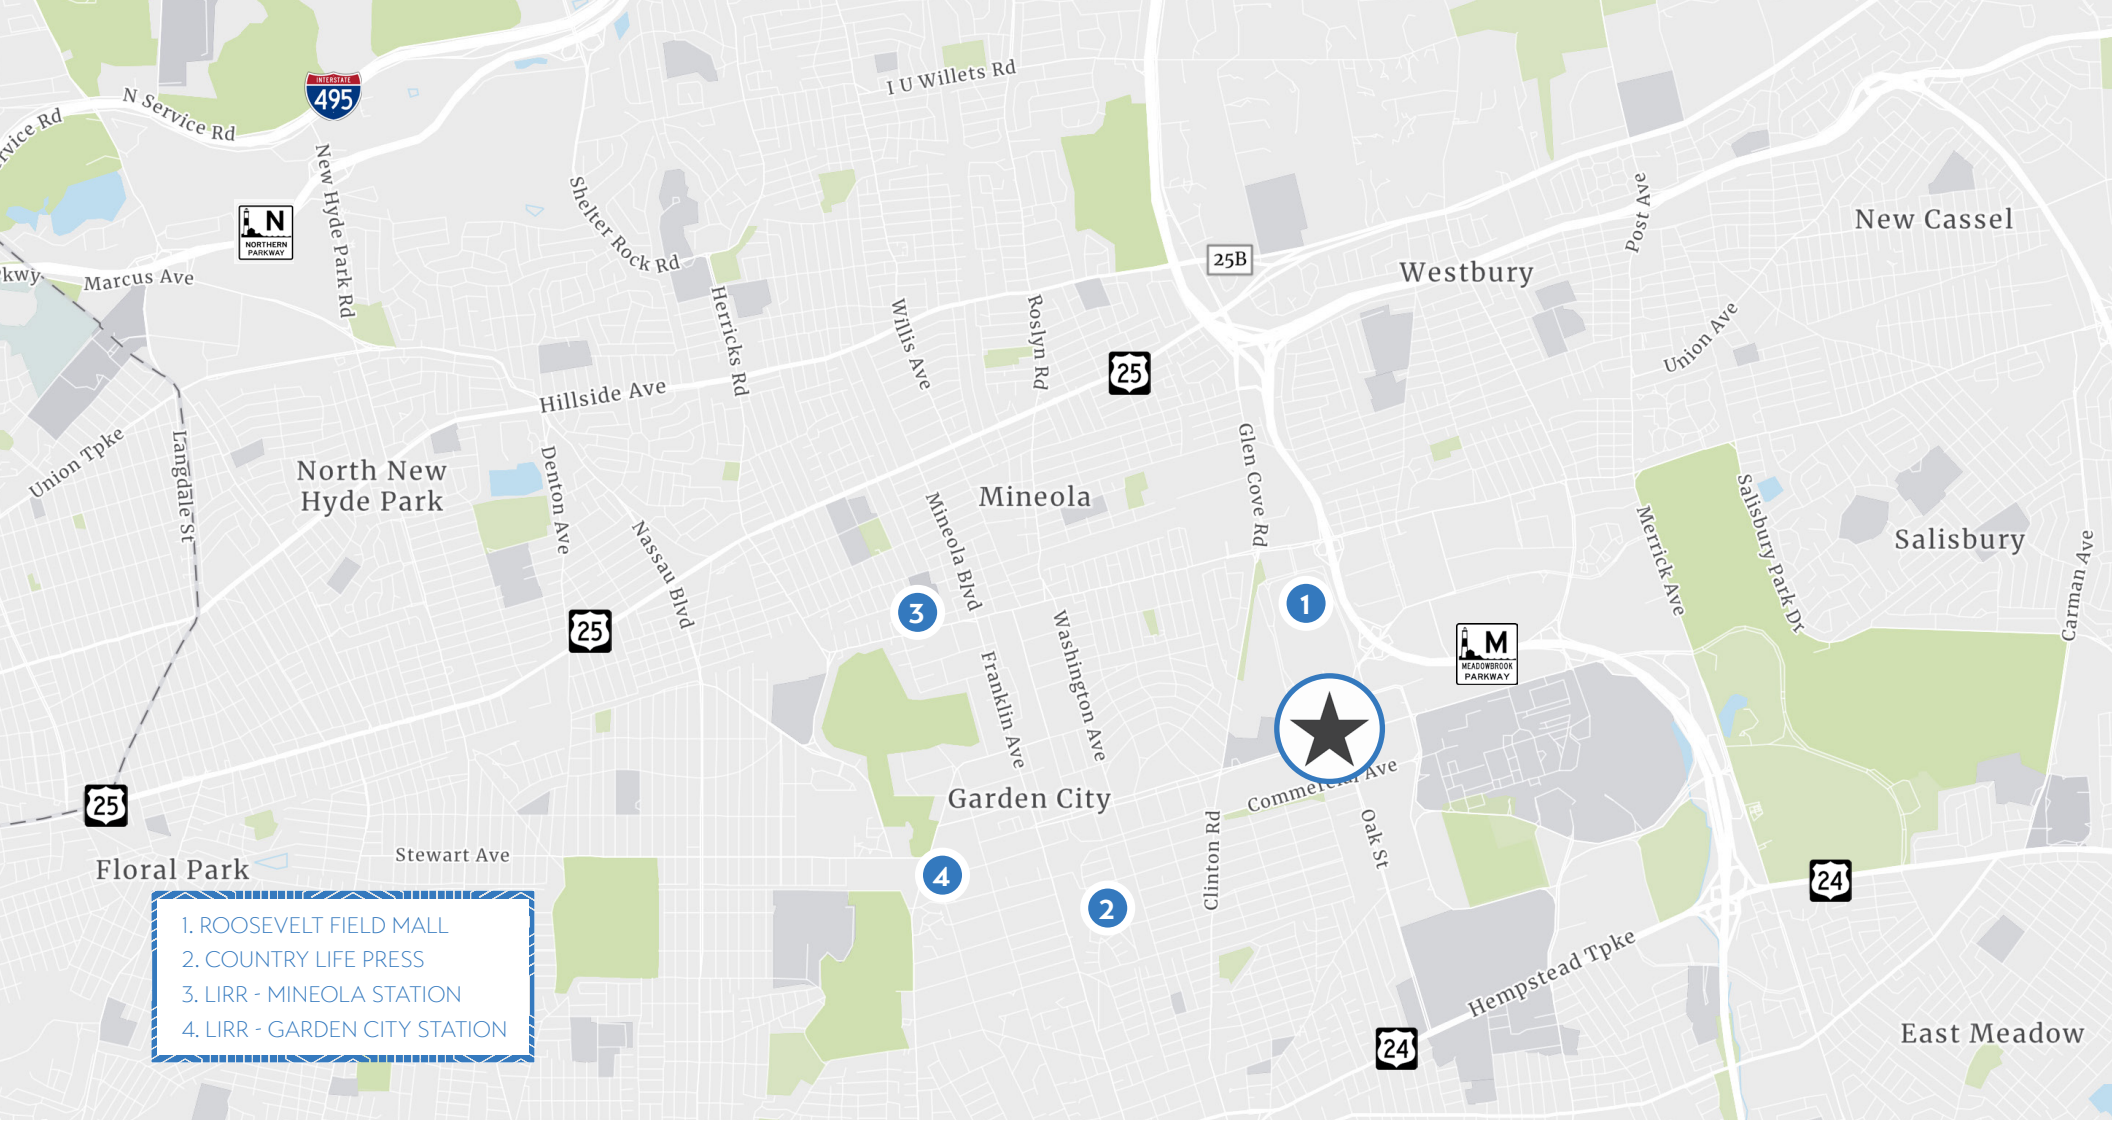 I U Willets Rd
INTERSTATE
495
N Service Rd
rvice Rd
New Hyde Park Rd
Shelter Rock Rd
Post Ave
New Cassel
N
NORTHERN
PARKWAY
25B
Westbury
kwy
Marcus Ave
Herricks Rd
Willis Ave
Roslyn Rd
25
Union Ave
Hillside Ave
Union Tpke
Langdale St
North New
Hyde Park
Denton Ave
Nassau Blvd
Mineola Blvd
Mineola
Glen Cove Rd
Merrick Ave
Salisbury Park Dr
Salisbury
Carman Ave
25
3
1
M
MEADOWBROOK
PARKWAY
Franklin Ave
Washington Ave
25
Garden City
Commercial Ave
Clinton Rd
Oak St
Floral Park
Stewart Ave
4
2
24
Hempstead Tpke
24
East Meadow
1. ROOSEVELT FIELD MALL
2. COUNTRY LIFE PRESS
3. LIRR - MINEOLA STATION
4. LIRR - GARDEN CITY STATION